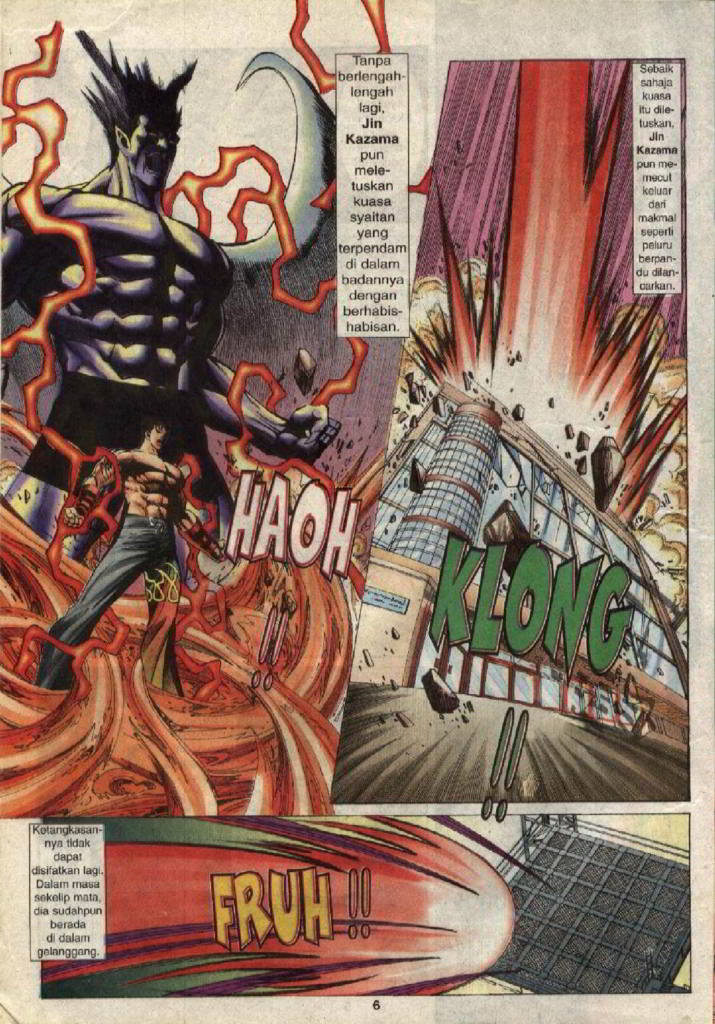 Tanpa
berlengah-
lengah
lagi,
Jin
Kazama
pun
mele-
tuskan
kuasa
syaitan
yang
terpendam
di dalam
badannya
dengan
berhabis-
habisan.
Sebaik
sahaja
kuasa
itu dile-
tuskan,
Jin
Kazama
pun me-
mecut
keluar
dari
makmal
seperti
peluru
berpan-
du dilan-
carkan.
HAOH
!!
KLONG
!!
Ketangkasan-
nya tidak
dapat
disifatkan lagi.
Dalam masa
sekelip mata,
dia sudahpun
berada
di dalam
gelanggang.
FRUH!!
6